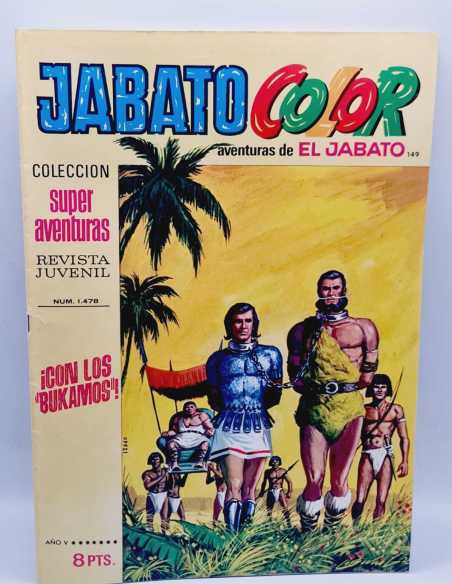 JABATO COLOR
aventuras de EL JABATO 149
COLECCION
super
aventuras
REVISTA
JUVENIL
NUM. 1.478
¡CON LOS
"BUKAMOS"!
AÑO V
8 PTS.